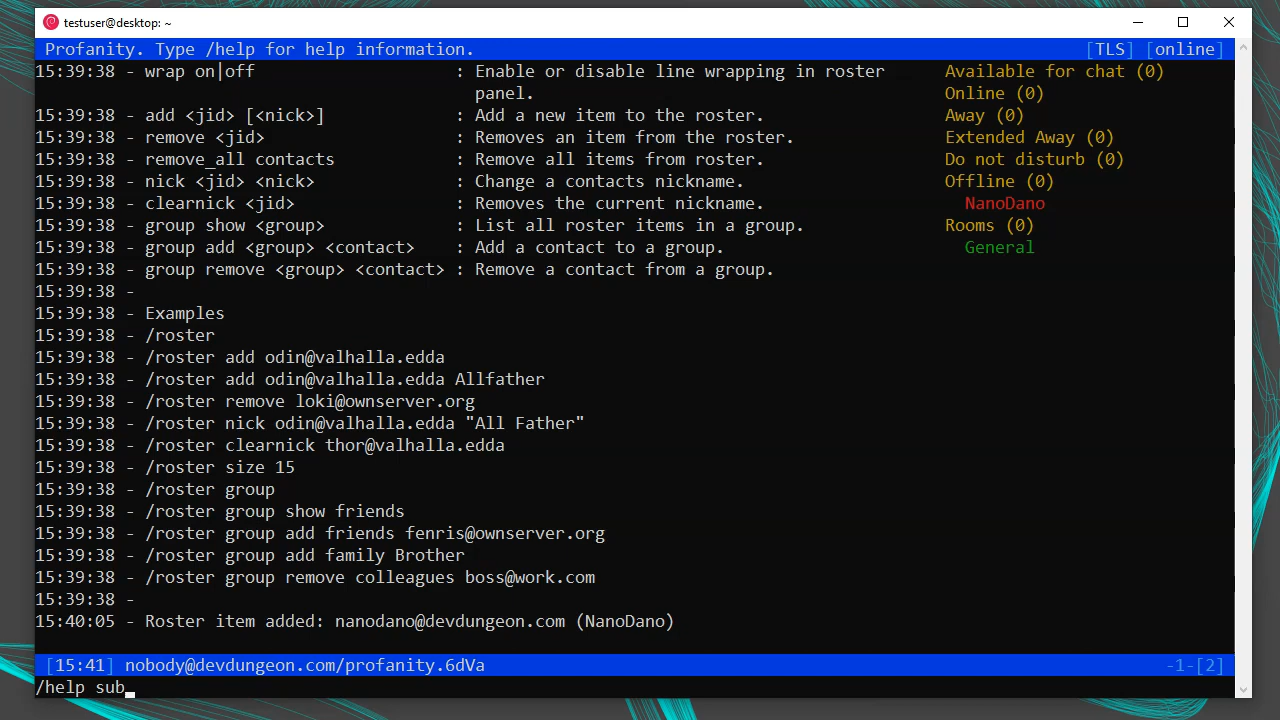 testuser@desktop: ~
Profanity. Type /help for help information. [TLS] [online]
15:39:38 - wrap on|off : Enable or disable line wrapping in roster Available for chat (0)
panel. Online (0)
15:39:38 - add <jid> [<nick>] : Add a new item to the roster. Away (0)
15:39:38 - remove <jid> : Removes an item from the roster. Extended Away (0)
15:39:38 - remove_all contacts : Remove all items from roster. Do not disturb (0)
15:39:38 - nick <jid> <nick> : Change a contacts nickname. Offline (0)
15:39:38 - clearnick <jid> : Removes the current nickname. NanoDano
15:39:38 - group show <group> : List all roster items in a group. Rooms (0)
15:39:38 - group add <group> <contact> : Add a contact to a group. General
15:39:38 - group remove <group> <contact> : Remove a contact from a group.
15:39:38 -
15:39:38 - Examples
15:39:38 - /roster
15:39:38 - /roster add odin@valhalla.edda
15:39:38 - /roster add odin@valhalla.edda Allfather
15:39:38 - /roster remove loki@ownserver.org
15:39:38 - /roster nick odin@valhalla.edda "All Father"
15:39:38 - /roster clearnick thor@valhalla.edda
15:39:38 - /roster size 15
15:39:38 - /roster group
15:39:38 - /roster group show friends
15:39:38 - /roster group add friends fenris@ownserver.org
15:39:38 - /roster group add family Brother
15:39:38 - /roster group remove colleagues boss@work.com
15:39:38 -
15:40:05 - Roster item added: nanodano@devdungeon.com (NanoDano)
[15:41] nobody@devdungeon.com/profanity.6dVa -1-[2]
/help sub